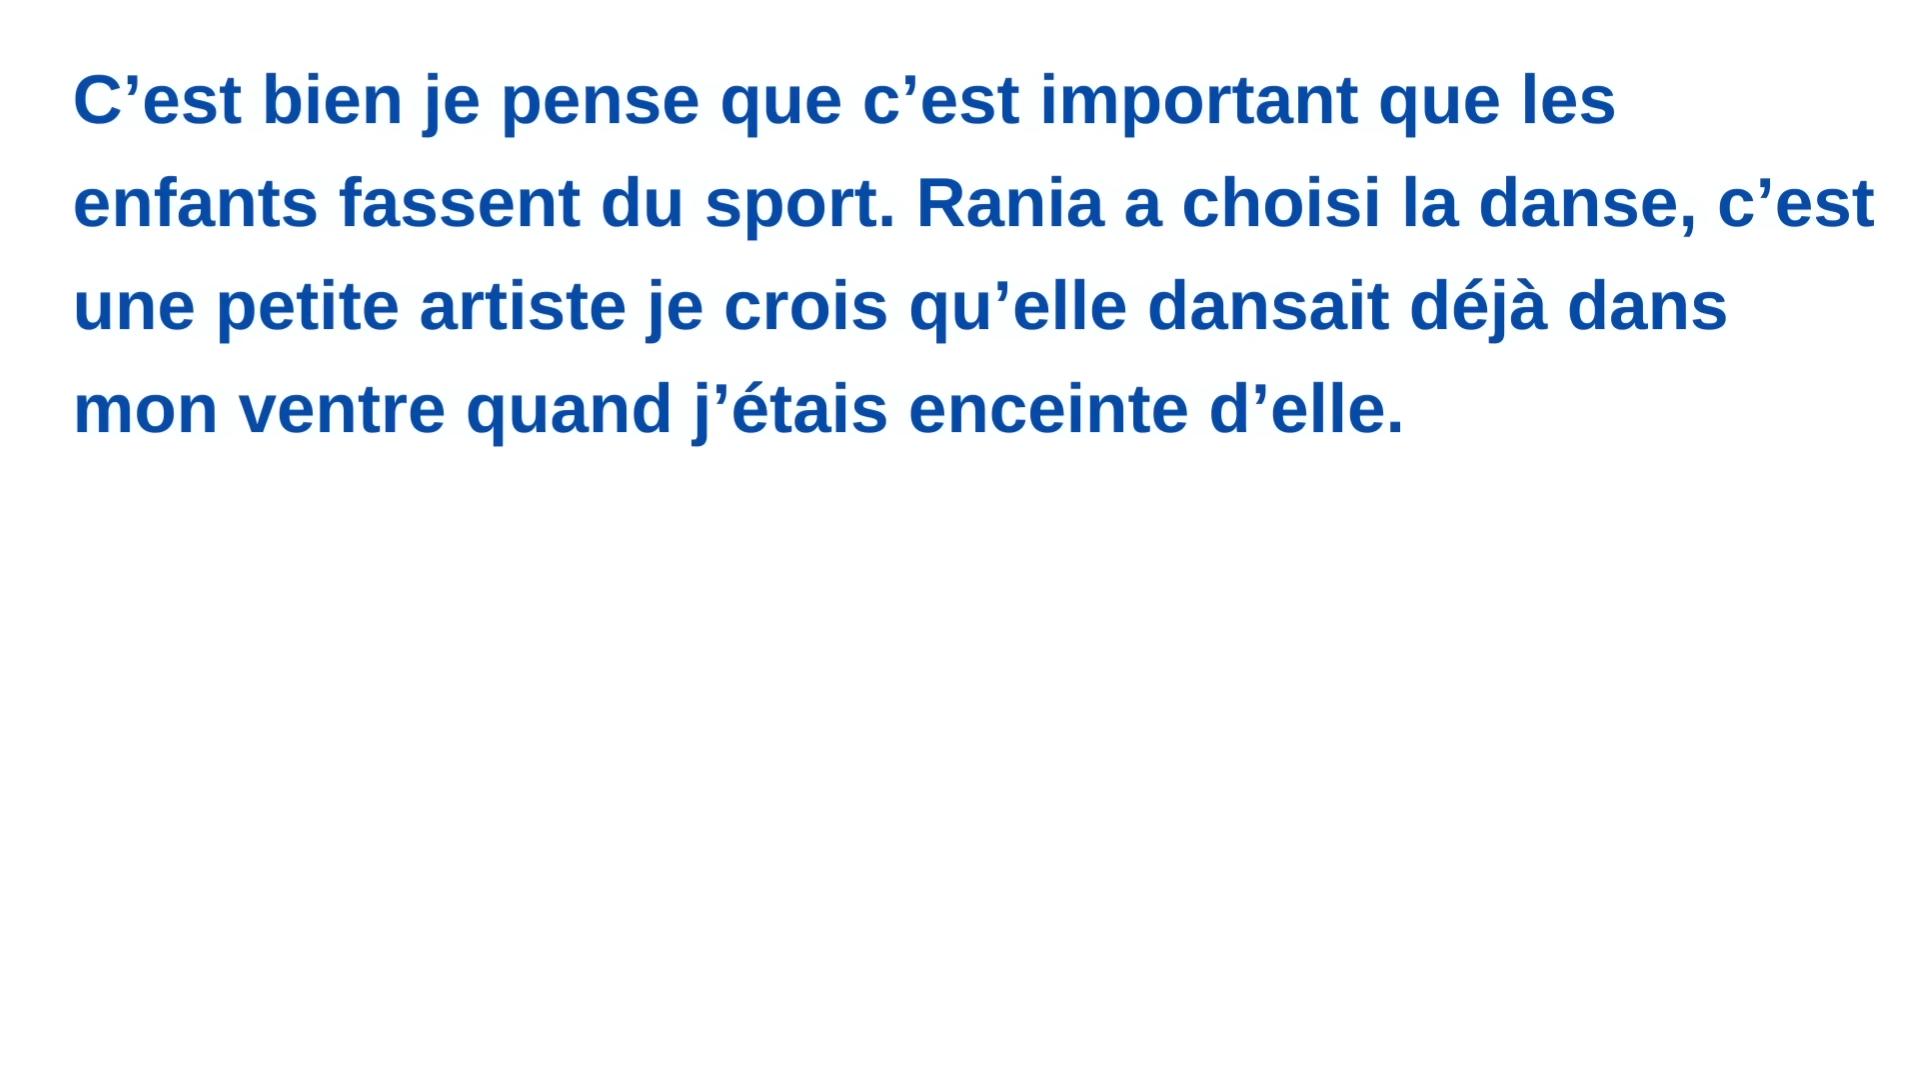 C’est bien je pense que c’est important que les
enfants fassent du sport. Rania a choisi la danse, c’est
une petite artiste je crois qu’elle dansait déjà dans
mon ventre quand j’étais enceinte d’elle.